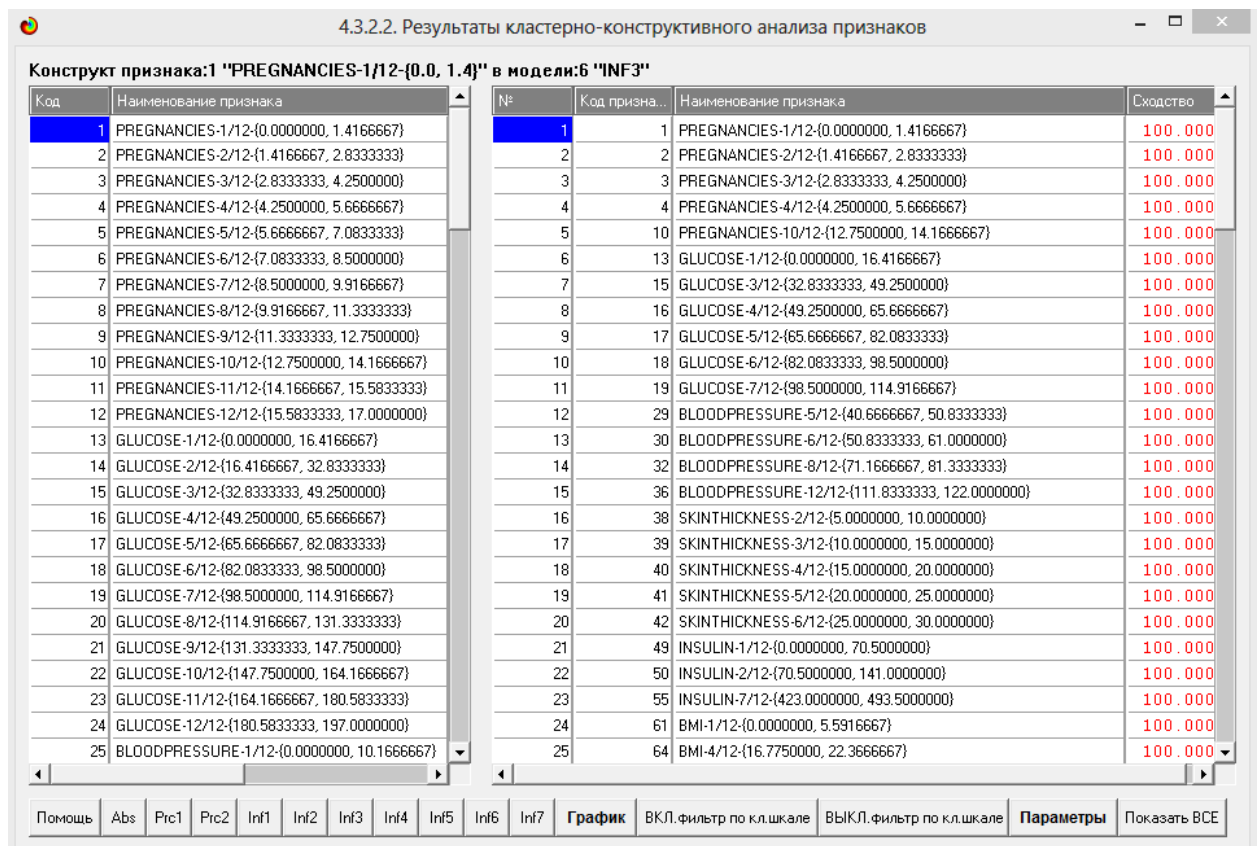 4.3.2.2. Результаты кластерно-конструктивного анализа признаков
Конструкт признака:1 "PREGNANCIES-1/12-{0.0, 1.4}" в модели:6 "INF3"
Код Наименование признака
1 PREGNANCIES-1/12-{0.0000000, 1.4166667}
2 PREGNANCIES-2/12-{1.4166667, 2.8333333}
3 PREGNANCIES-3/12-{2.8333333, 4.2500000}
4 PREGNANCIES-4/12-{4.2500000, 5.6666667}
5 PREGNANCIES-5/12-{5.6666667, 7.0833333}
6 PREGNANCIES-6/12-{7.0833333, 8.5000000}
7 PREGNANCIES-7/12-{8.5000000, 9.9166667}
8 PREGNANCIES-8/12-{9.9166667, 11.3333333}
9 PREGNANCIES-9/12-{11.3333333, 12.7500000}
10 PREGNANCIES-10/12-{12.7500000, 14.1666667}
11 PREGNANCIES-11/12-{14.1666667, 15.5833333}
12 PREGNANCIES-12/12-{15.5833333, 17.0000000}
13 GLUCOSE-1/12-{0.0000000, 16.4166667}
14 GLUCOSE-2/12-{16.4166667, 32.8333333}
15 GLUCOSE-3/12-{32.8333333, 49.2500000}
16 GLUCOSE-4/12-{49.2500000, 65.6666667}
17 GLUCOSE-5/12-{65.6666667, 82.0833333}
18 GLUCOSE-6/12-{82.0833333, 98.5000000}
19 GLUCOSE-7/12-{98.5000000, 114.9166667}
20 GLUCOSE-8/12-{114.9166667, 131.3333333}
21 GLUCOSE-9/12-{131.3333333, 147.7500000}
22 GLUCOSE-10/12-{147.7500000, 164.1666667}
23 GLUCOSE-11/12-{164.1666667, 180.5833333}
24 GLUCOSE-12/12-{180.5833333, 197.0000000}
25 BLOODPRESSURE-1/12-{0.0000000, 10.1666667}
№ Код призна... Наименование признака Сходство
1 1 PREGNANCIES-1/12-{0.0000000, 1.4166667} 100.000
2 2 PREGNANCIES-2/12-{1.4166667, 2.8333333} 100.000
3 3 PREGNANCIES-3/12-{2.8333333, 4.2500000} 100.000
4 4 PREGNANCIES-4/12-{4.2500000, 5.6666667} 100.000
5 10 PREGNANCIES-10/12-{12.7500000, 14.1666667} 100.000
6 13 GLUCOSE-1/12-{0.0000000, 16.4166667} 100.000
7 15 GLUCOSE-3/12-{32.8333333, 49.2500000} 100.000
8 16 GLUCOSE-4/12-{49.2500000, 65.6666667} 100.000
9 17 GLUCOSE-5/12-{65.6666667, 82.0833333} 100.000
10 18 GLUCOSE-6/12-{82.0833333, 98.5000000} 100.000
11 19 GLUCOSE-7/12-{98.5000000, 114.9166667} 100.000
12 29 BLOODPRESSURE-5/12-{40.6666667, 50.8333333} 100.000
13 30 BLOODPRESSURE-6/12-{50.8333333, 61.0000000} 100.000
14 32 BLOODPRESSURE-8/12-{71.1666667, 81.3333333} 100.000
15 36 BLOODPRESSURE-12/12-{111.8333333, 122.0000000} 100.000
16 38 SKINTHICKNESS-2/12-{5.0000000, 10.0000000} 100.000
17 39 SKINTHICKNESS-3/12-{10.0000000, 15.0000000} 100.000
18 40 SKINTHICKNESS-4/12-{15.0000000, 20.0000000} 100.000
19 41 SKINTHICKNESS-5/12-{20.0000000, 25.0000000} 100.000
20 42 SKINTHICKNESS-6/12-{25.0000000, 30.0000000} 100.000
21 49 INSULIN-1/12-{0.0000000, 70.5000000} 100.000
22 50 INSULIN-2/12-{70.5000000, 141.0000000} 100.000
23 55 INSULIN-7/12-{423.0000000, 493.5000000} 100.000
24 61 BMI-1/12-{0.0000000, 5.5916667} 100.000
25 64 BMI-4/12-{16.7750000, 22.3666667} 100.000
Помощь Abs Prc1 Prc2 Inf1 Inf2 Inf3 Inf4 Inf5 Inf6 Inf7 График ВКЛ.фильтр по кл.шкале ВЫКЛ.фильтр по кл.шкале Параметры Показать ВСЕ